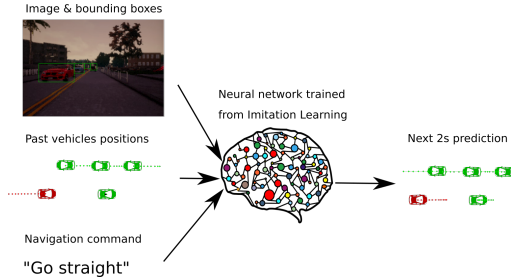 Image & bounding boxes
Neural network trained
from Imitation Learning
Past vehicles positions
Next 2s prediction
Navigation command
"Go straight"